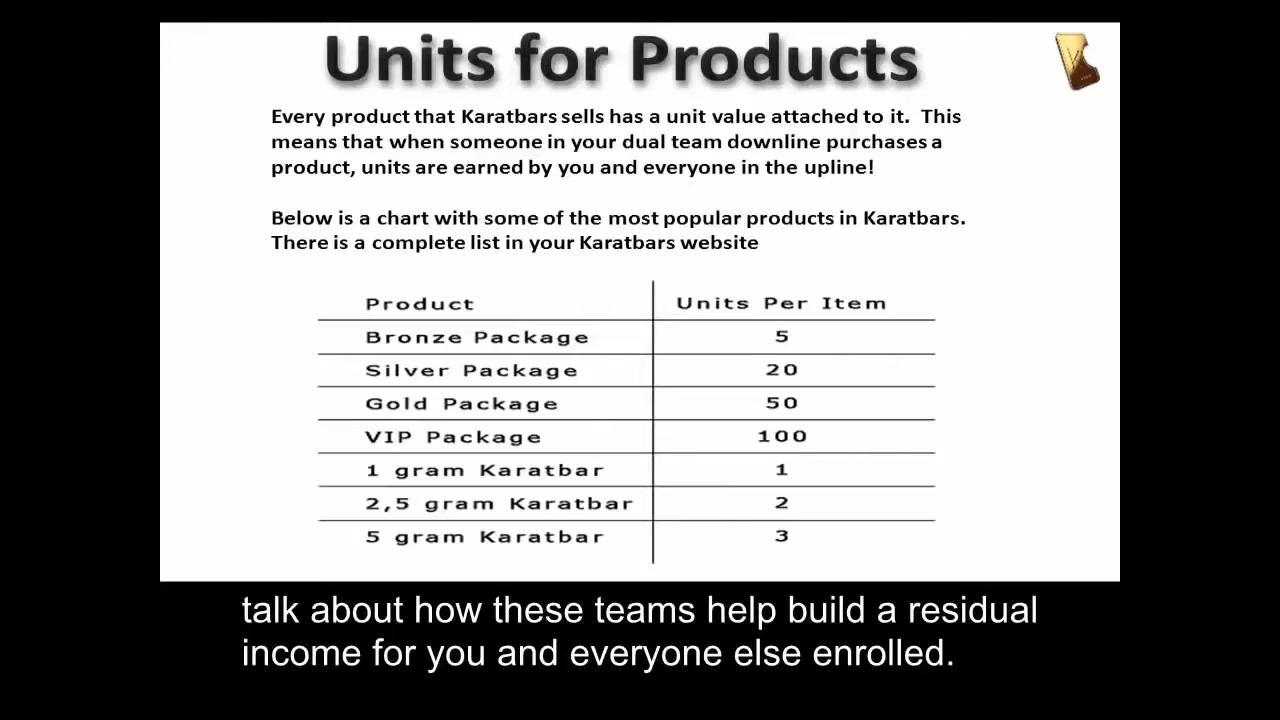 Units for Products
Every product that Karatbars sells has a unit value attached to it. This
means that when someone in your dual team downline purchases a
product, units are earned by you and everyone in the upline!
Below is a chart with some of the most popular products in Karatbars.
There is a complete list in your Karatbars website
Product Units Per Item
Bronze Package 5
Silver Package 20
Gold Package 50
VIP Package 100
1 gram Karatbar 1
2,5 gram Karatbar 2
5 gram Karatbar 3
talk about how these teams help build a residual
income for you and everyone else enrolled.